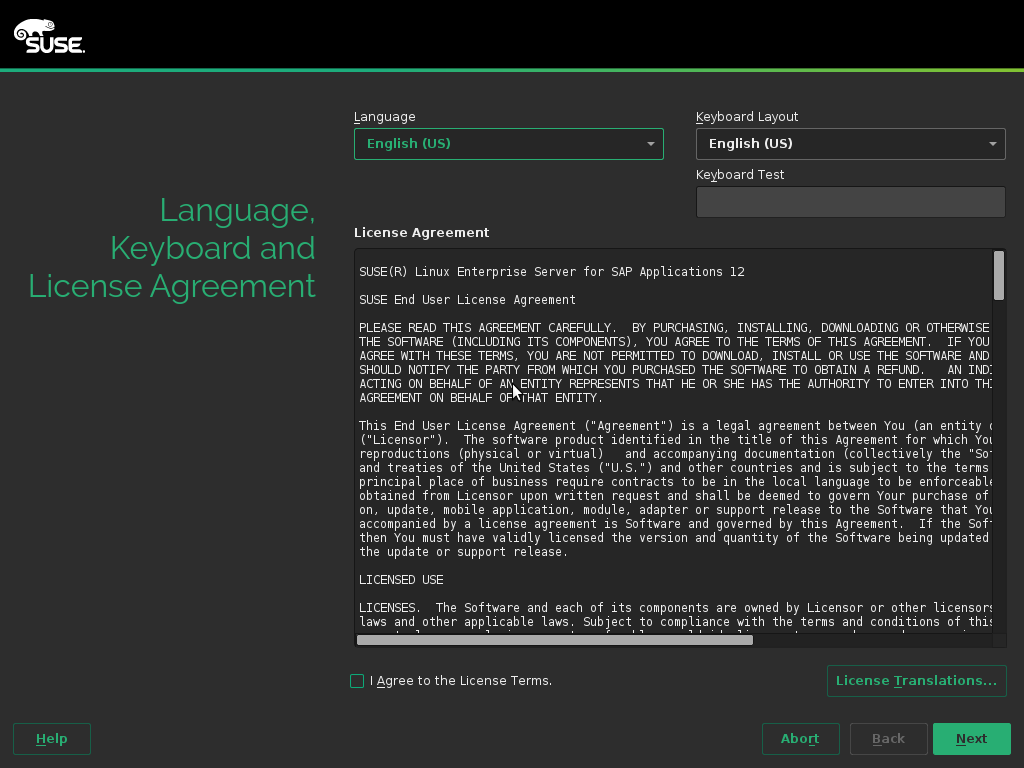 SUSE
Language
Keyboard Layout
English (US)
English (US)
Keyboard Test
Language,
Keyboard and
License Agreement
License Agreement
SUSE(R) Linux Enterprise Server for SAP Applications 12
SUSE End User License Agreement
PLEASE READ THIS AGREEMENT CAREFULLY.  BY PURCHASING, INSTALLING, DOWNLOADING OR OTHERWISE
THE SOFTWARE (INCLUDING ITS COMPONENTS), YOU AGREE TO THE TERMS OF THIS AGREEMENT.  IF YOU
AGREE WITH THESE TERMS, YOU ARE NOT PERMITTED TO DOWNLOAD, INSTALL OR USE THE SOFTWARE AND
SHOULD NOTIFY THE PARTY FROM WHICH YOU PURCHASED THE SOFTWARE TO OBTAIN A REFUND.   AN INDI
ACTING ON BEHALF OF AN ENTITY REPRESENTS THAT HE OR SHE HAS THE AUTHORITY TO ENTER INTO THI
AGREEMENT ON BEHALF OF THAT ENTITY.
This End User License Agreement ("Agreement") is a legal agreement between You (an entity o
("Licensor").  The software product identified in the title of this Agreement for which You
reproductions (physical or virtual)   and accompanying documentation (collectively the "Sof
and treaties of the United States ("U.S.") and other countries and is subject to the terms
principal place of business require contracts to be in the local language to be enforceable
obtained from Licensor upon written request and shall be deemed to govern Your purchase of
on, update, mobile application, module, adapter or support release to the Software that You
accompanied by a license agreement is Software and governed by this Agreement.  If the Soft
then You must have validly licensed the version and quantity of the Software being updated
the update or support release.
LICENSED USE
LICENSES.  The Software and each of its components are owned by Licensor or other licensors
laws and other applicable laws. Subject to compliance with the terms and conditions of this
I Agree to the License Terms.
License Translations...
Help
Abort
Back
Next